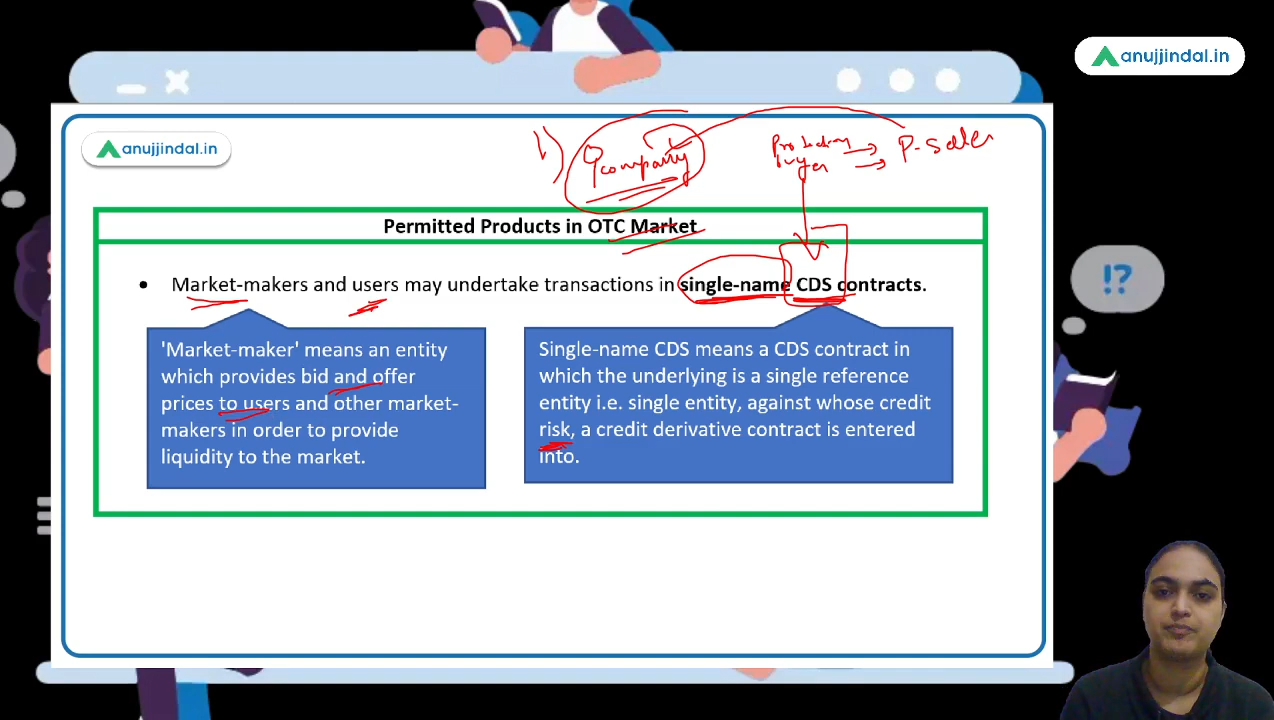 anujjindal.in
anujjindal.in
1)
company
Protection buyer
P-Seller
Permitted Products in OTC Market
• Market-makers and users may undertake transactions in single-name CDS contracts.
'Market-maker' means an entity
which provides bid and offer
prices to users and other market-
makers in order to provide
liquidity to the market.
Single-name CDS means a CDS contract in
which the underlying is a single reference
entity i.e. single entity, against whose credit
risk, a credit derivative contract is entered
into.
!?